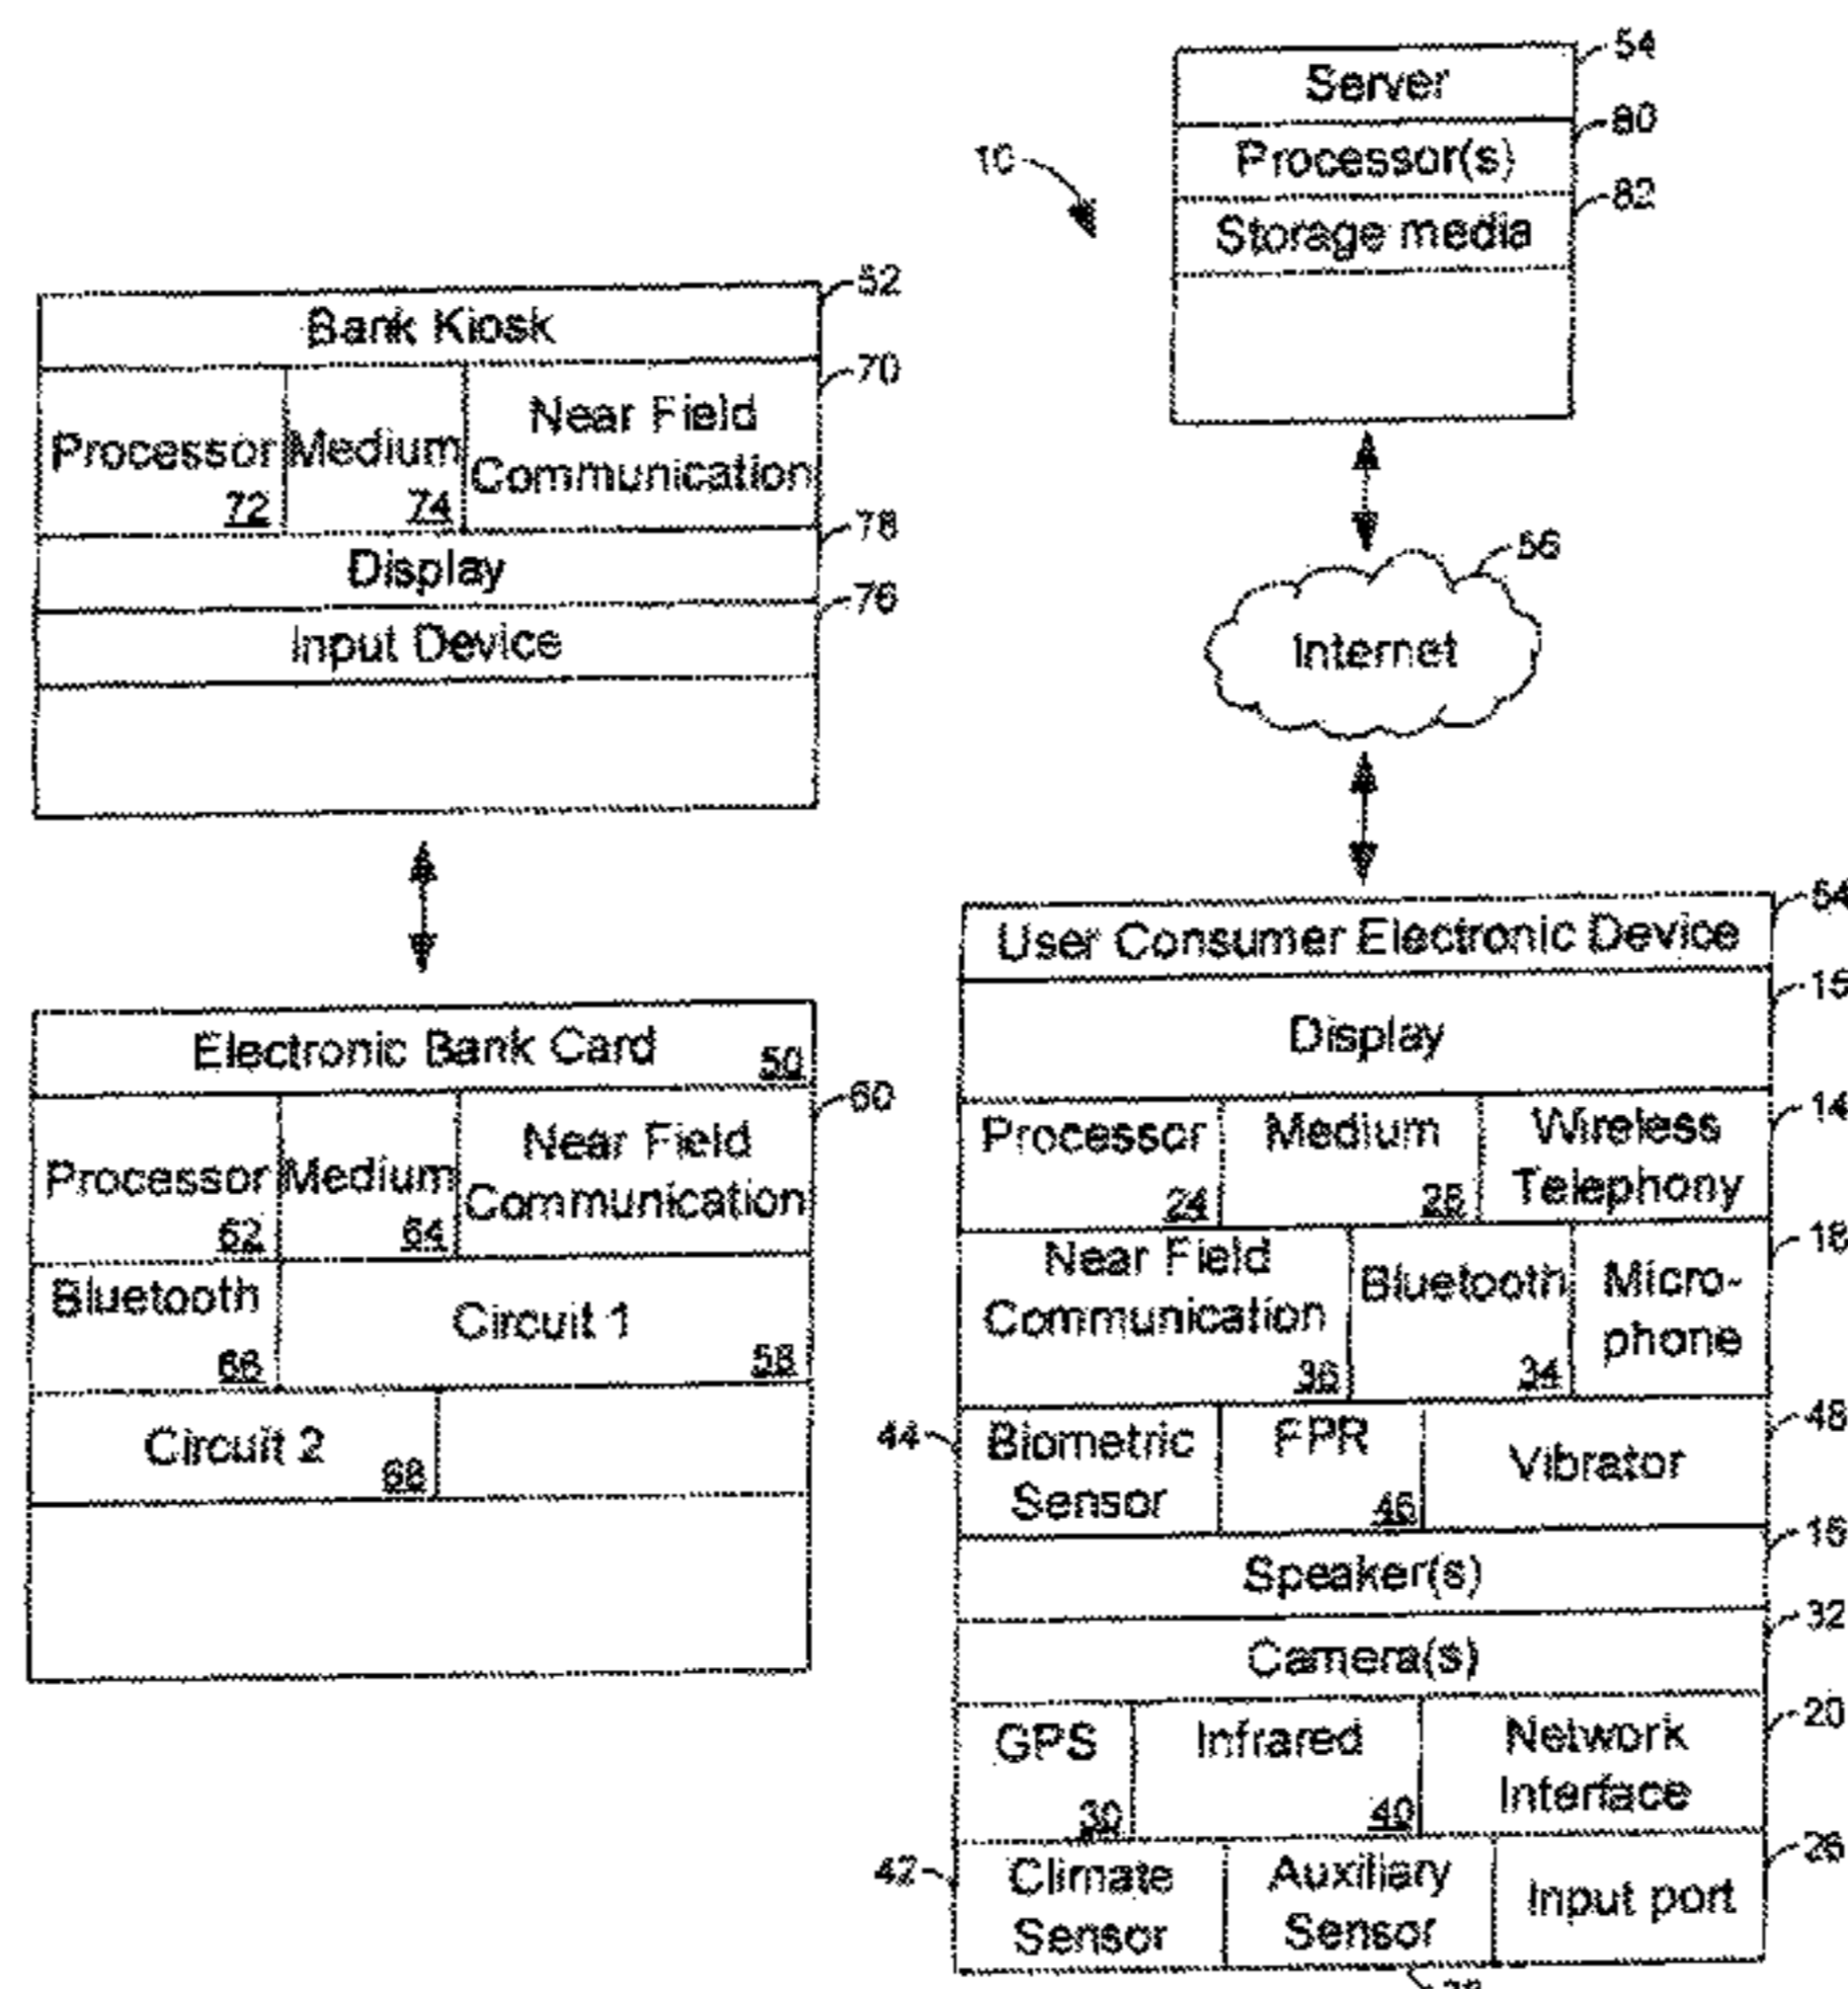 10
Server
54
Processor(s)
80
Storage media
82
Bank Kiosk
52
Processor
72
Medium
74
Near Field
Communication
70
Display
78
Input Device
76
Internet
56
Electronic Bank Card
50
Processor
62
Medium
64
Near Field
Communication
60
Bluetooth
66
Circuit 1
58
Circuit 2
68
User Consumer Electronic Device
54
Display
Processor
24
Medium
Wireless
Telephony
14
Near Field
Communication
36
Bluetooth
34
Micro-
phone
18
44
Biometric
Sensor
FPR
46
Vibrator
48
Speaker(s)
16
Camera(s)
32
GPS
30
Infrared
40
Network
Interface
20
42
Climate
Sensor
Auxiliary
Sensor
Input port
26